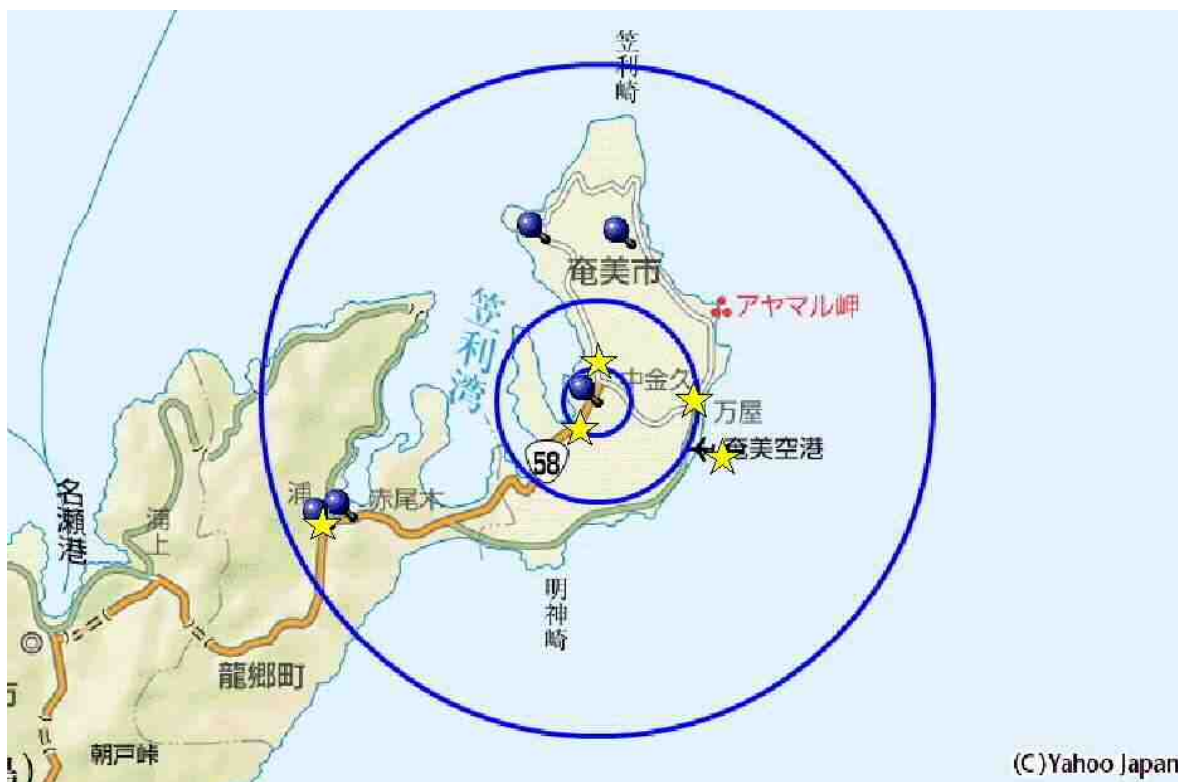 笠利崎
奄美市
アヤマル岬
笠利湾
中金久
万屋
奄美空港
58
浦
赤尾木
名瀬港
浦上
明神崎
龍郷町
朝戸峠
(C)Yahoo Japan